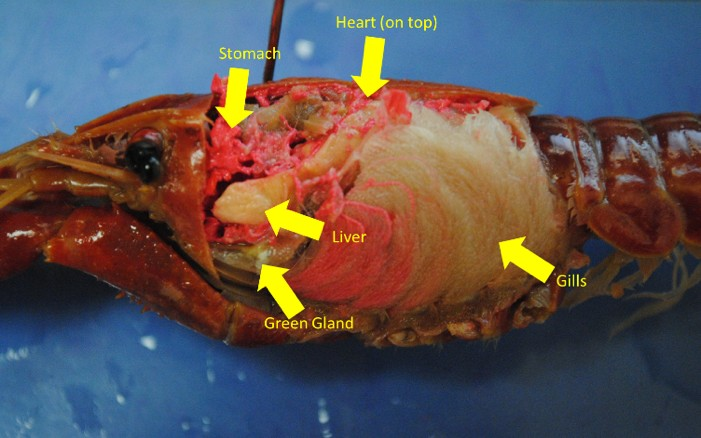 Heart (on top)
Stomach
Liver
Gills
Green Gland